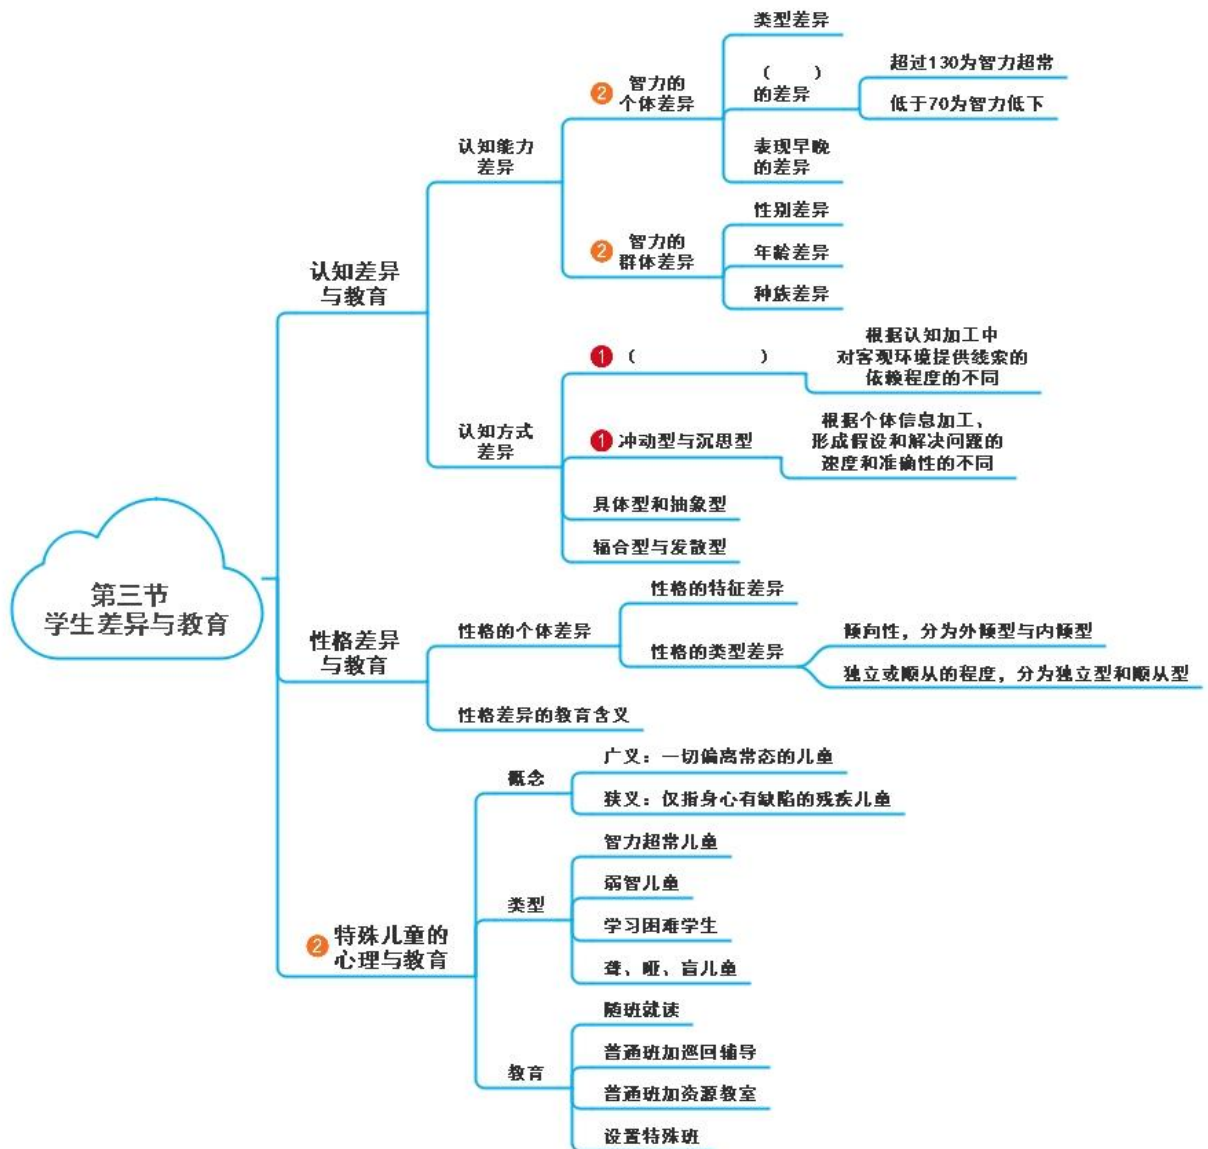 第三节
学生差异与教育
认知差异
与教育
认知能力
差异
2
智力的
个体差异
类型差异
（　　）
的差异
超过130为智力超常
低于70为智力低下
表现早晚
的差异
2
智力的
群体差异
性别差异
年龄差异
种族差异
认知方式
差异
1
（　　　　　　）
根据认知加工中
对客观环境提供线索的
依赖程度的不同
1
冲动型与沉思型
根据个体信息加工、
形成假设和解决问题的
速度和准确性的不同
具体型和抽象型
辐合型与发散型
性格差异
与教育
性格的个体差异
性格的特征差异
性格的类型差异
倾向性，分为外倾型与内倾型
独立或顺从的程度，分为独立型和顺从型
性格差异的教育含义
2
特殊儿童的
心理与教育
概念
广义：一切偏离常态的儿童
狭义：仅指身心有缺陷的残疾儿童
类型
智力超常儿童
弱智儿童
学习困难学生
聋、哑、盲儿童
教育
随班就读
普通班加巡回辅导
普通班加资源教室
设置特殊班